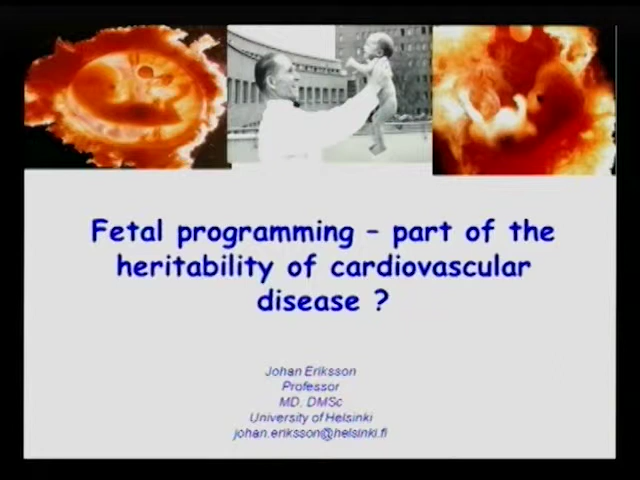 Fetal programming – part of the
heritability of cardiovascular
disease ?
Johan Eriksson
Professor
MD, DMSc
University of Helsinki
johan.eriksson@helsinki.fi